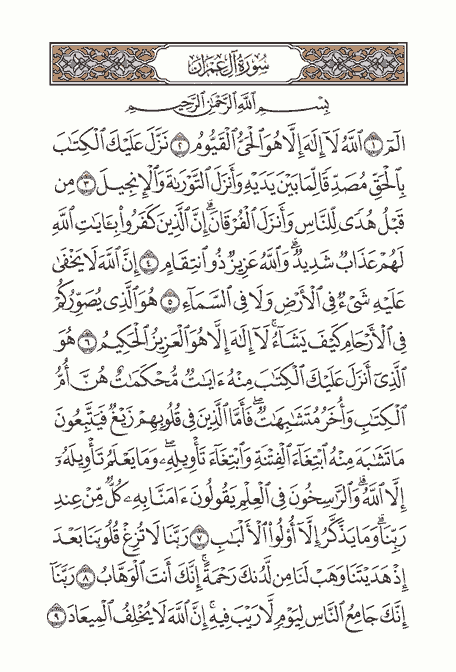 سُورَةُ آلِ عِمْرَانَ
بِسْمِ ٱللَّهِ ٱلرَّحْمَٰنِ ٱلرَّحِيمِ
الٓمٓ ١ ٱللَّهُ لَآ إِلَٰهَ إِلَّا هُوَ ٱلْحَىُّ ٱلْقَيُّومُ ٢ نَزَّلَ عَلَيْكَ ٱلْكِتَٰبَ
بِٱلْحَقِّ مُصَدِّقًا لِّمَا بَيْنَ يَدَيْهِ وَأَنزَلَ ٱلتَّوْرَىٰةَ وَٱلْإِنجِيلَ ٣ مِن
قَبْلُ هُدًى لِّلنَّاسِ وَأَنزَلَ ٱلْفُرْقَانَۗ إِنَّ ٱلَّذِينَ كَفَرُوا۟ بِـَٔايَٰتِ ٱللَّهِ
لَهُمْ عَذَابٌ شَدِيدٌۗ وَٱللَّهُ عَزِيزٌ ذُو ٱنتِقَامٍ ٤ إِنَّ ٱللَّهَ لَا يَخْفَىٰ
عَلَيْهِ شَىْءٌ فِى ٱلْأَرْضِ وَلَا فِى ٱلسَّمَآءِ ٥ هُوَ ٱلَّذِى يُصَوِّرُكُمْ
فِى ٱلْأَرْحَامِ كَيْفَ يَشَآءُۚ لَآ إِلَٰهَ إِلَّا هُوَ ٱلْعَزِيزُ ٱلْحَكِيمُ ٦ هُوَ
ٱلَّذِىٓ أَنزَلَ عَلَيْكَ ٱلْكِتَٰبَ مِنْهُ ءَايَٰتٌ مُّحْكَمَٰتٌ هُنَّ أُمُّ
ٱلْكِتَٰبِ وَأُخَرُ مُتَشَٰبِهَٰتٌۖ فَأَمَّا ٱلَّذِينَ فِى قُلُوبِهِمْ زَيْغٌ فَيَتَّبِعُونَ
مَا تَشَٰبَهَ مِنْهُ ٱبْتِغَآءَ ٱلْفِتْنَةِ وَٱبْتِغَآءَ تَأْوِيلِهِۦۖ وَمَا يَعْلَمُ تَأْوِيلَهُۥٓ
إِلَّا ٱللَّهُۗ وَٱلرَّٰسِخُونَ فِى ٱلْعِلْمِ يَقُولُونَ ءَامَنَّا بِهِۦ كُلٌّ مِّنْ عِندِ
رَبِّنَاۗ وَمَا يَذَّكَّرُ إِلَّآ أُو۟لُوا۟ ٱلْأَلْبَٰبِ ٧ رَبَّنَا لَا تُزِغْ قُلُوبَنَا بَعْدَ
إِذْ هَدَيْتَنَا وَهَبْ لَنَا مِن لَّدُنكَ رَحْمَةًۚ إِنَّكَ أَنتَ ٱلْوَهَّابُ ٨ رَبَّنَآ
إِنَّكَ جَامِعُ ٱلنَّاسِ لِيَوْمٍ لَّا رَيْبَ فِيهِۚ إِنَّ ٱللَّهَ لَا يُخْلِفُ ٱلْمِيعَادَ ٩